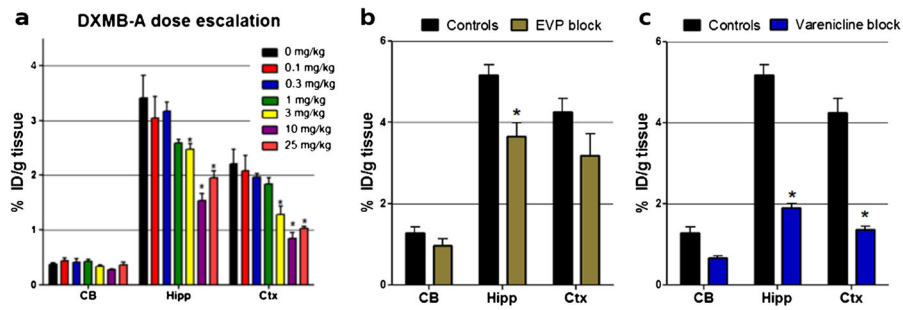 a
DXMB-A dose escalation
% ID/g tissue
4
3
2
1
0
0 mg/kg
0.1 mg/kg
0.3 mg/kg
1 mg/kg
3 mg/kg
10 mg/kg
25 mg/kg
*
*
*
*
*
*
CB
Hipp
Ctx
b
Controls
EVP block
% ID/g tissue
6
4
2
0
*
CB
Hipp
Ctx
c
Controls
Varenicline block
% ID/g tissue
6
4
2
0
*
*
CB
Hipp
Ctx